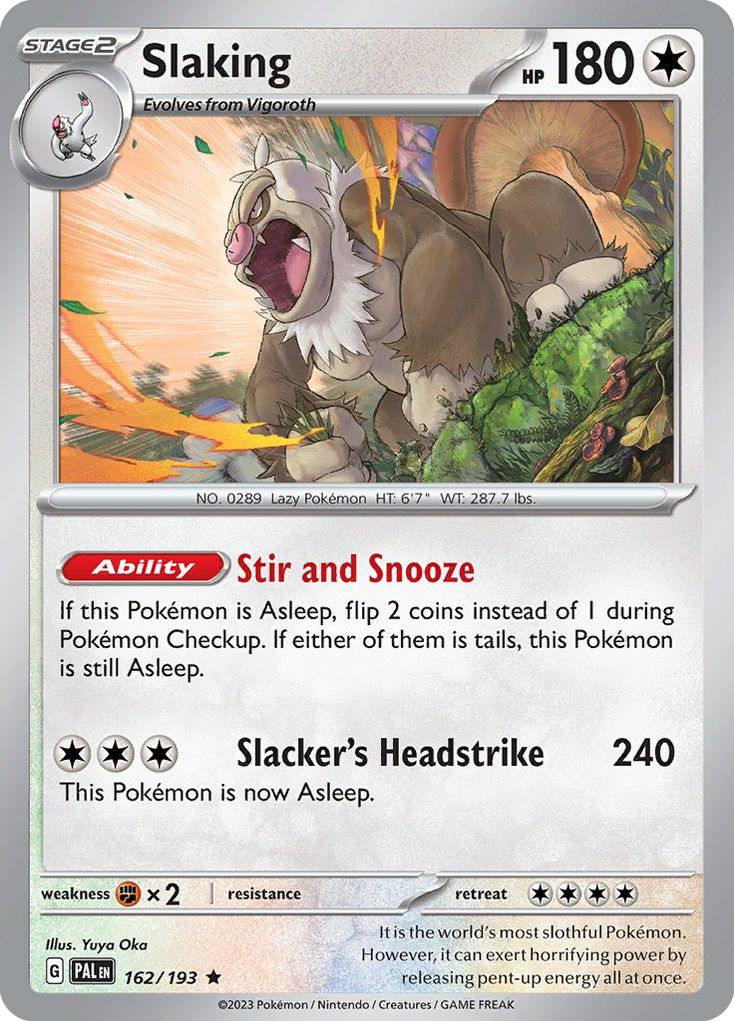 STAGE2
Slaking
HP 180
Evolves from Vigoroth
NO. 0289 Lazy Pokémon HT: 6'7" WT: 287.7 lbs.
Ability Stir and Snooze
If this Pokémon is Asleep, flip 2 coins instead of 1 during
Pokémon Checkup. If either of them is tails, this Pokémon
is still Asleep.
Slacker's Headstrike 240
This Pokémon is now Asleep.
weakness ×2 resistance retreat
It is the world's most slothful Pokémon.
However, it can exert horrifying power by
releasing pent-up energy all at once.
Illus. Yuya Oka
G PAL EN 162/193 ★
©2023 Pokémon / Nintendo / Creatures / GAME FREAK